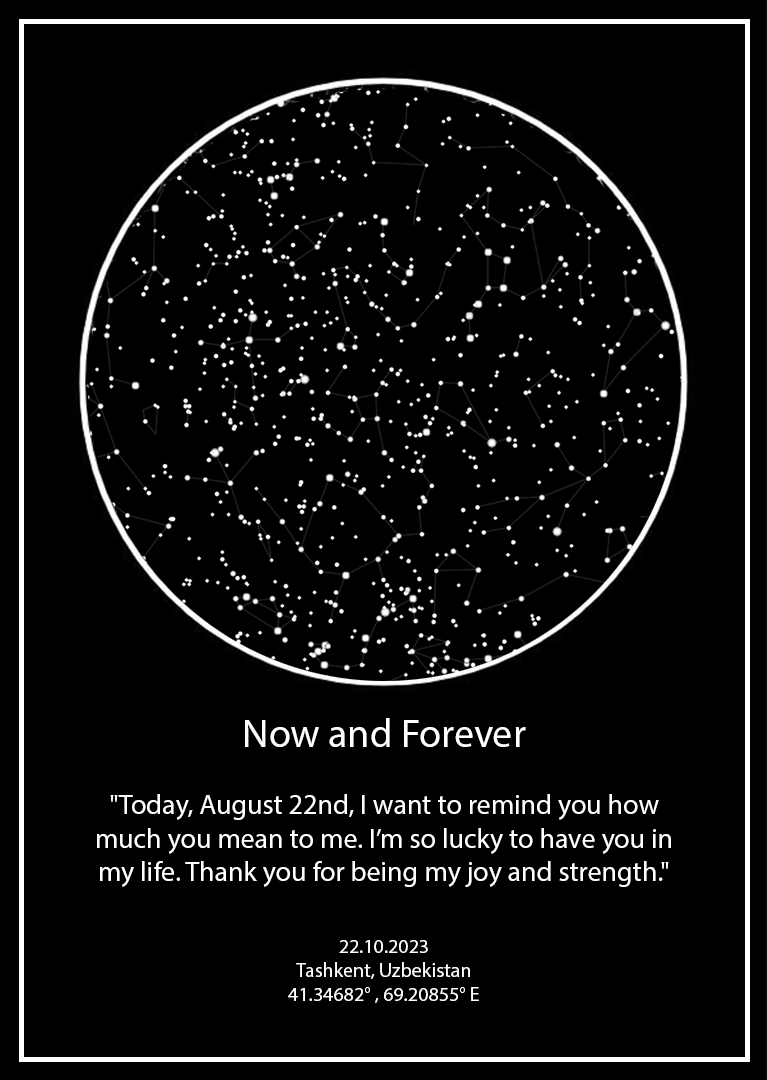 Now and Forever
"Today, August 22nd, I want to remind you how
much you mean to me. I’m so lucky to have you in
my life. Thank you for being my joy and strength."
22.10.2023
Tashkent, Uzbekistan
41.34682° , 69.20855° E